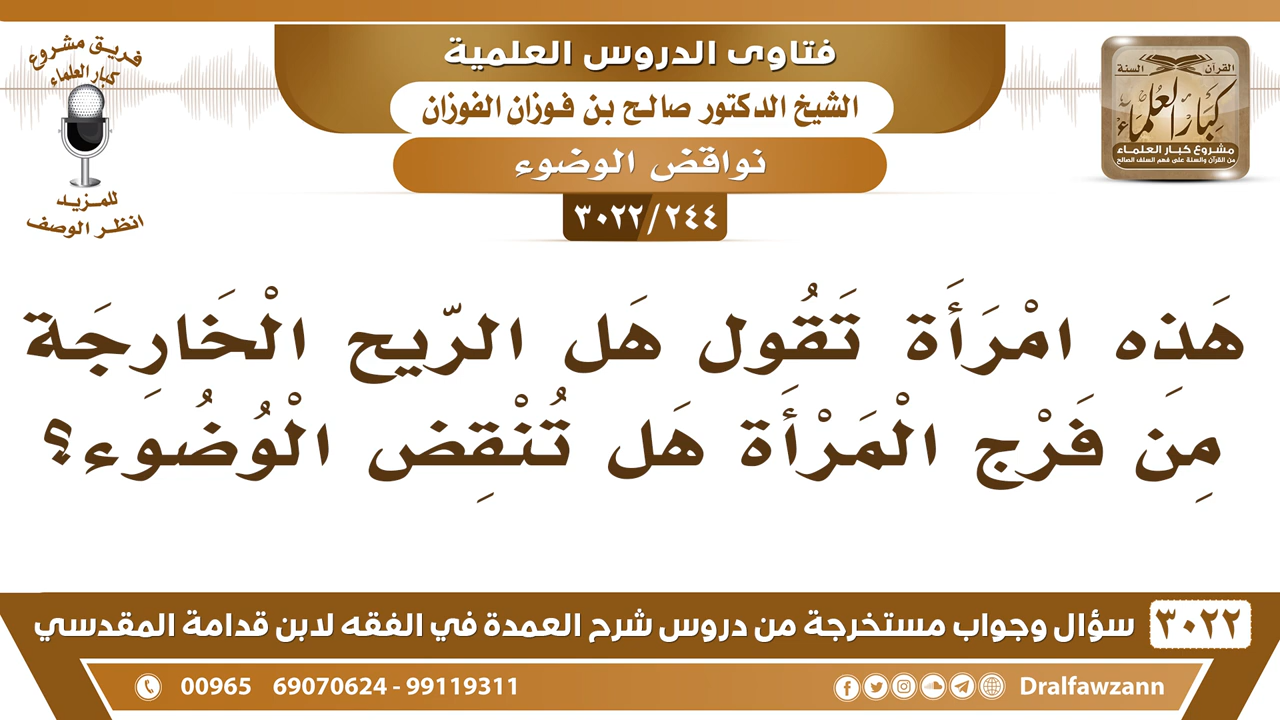 فتاوى الدروس العلمية
الشيخ الدكتور صالح بن فوزان الفوزان
نواقض الوضوء
٢٤٤/٣٠٢٢
فريق مشروع
كبار العلماء
للمزيد
انظر الوصف
القرآن السنة
كبار العلماء
مشروع كبار العلماء
من القرآن والسنة على فهم السلف الصالح
هَذِه امْرَأَة تَقُول هَل الرّيح الْخَارِجَة
مِنَ فَرْج الْمَرْأَة هَل تُنْقِض الْوُضُوء؟
٣٠٢٢ سؤال وجواب مستخرجة من دروس شرح العمدة في الفقه لابن قدامة المقدسي
00965 69070624 - 99119311
Dralfawzann